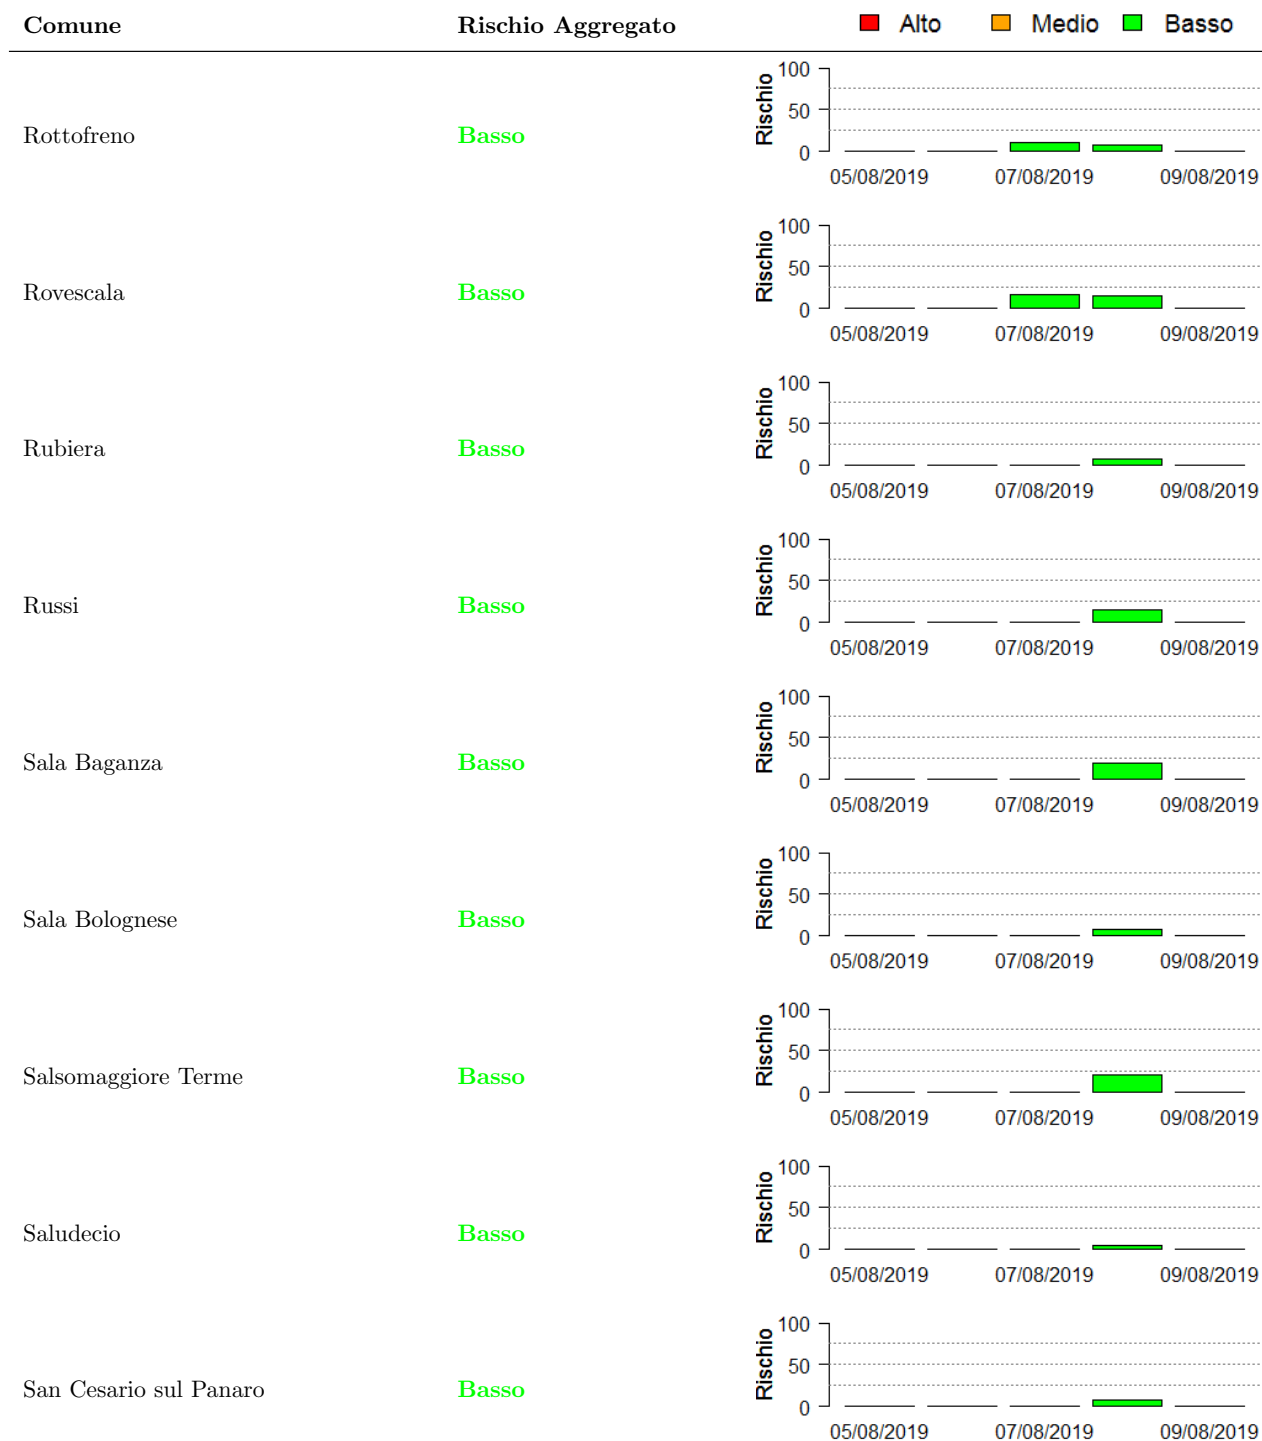 Comune Rischio Aggregato Alto Medio Basso
Rottofreno Basso Rischio 100 50 0
05/08/2019 07/08/2019 09/08/2019
Rovescala Basso Rischio 100 50 0
05/08/2019 07/08/2019 09/08/2019
Rubiera Basso Rischio 100 50 0
05/08/2019 07/08/2019 09/08/2019
Russi Basso Rischio 100 50 0
05/08/2019 07/08/2019 09/08/2019
Sala Baganza Basso Rischio 100 50 0
05/08/2019 07/08/2019 09/08/2019
Sala Bolognese Basso Rischio 100 50 0
05/08/2019 07/08/2019 09/08/2019
Salsomaggiore Terme Basso Rischio 100 50 0
05/08/2019 07/08/2019 09/08/2019
Saludecio Basso Rischio 100 50 0
05/08/2019 07/08/2019 09/08/2019
San Cesario sul Panaro Basso Rischio 100 50 0
05/08/2019 07/08/2019 09/08/2019